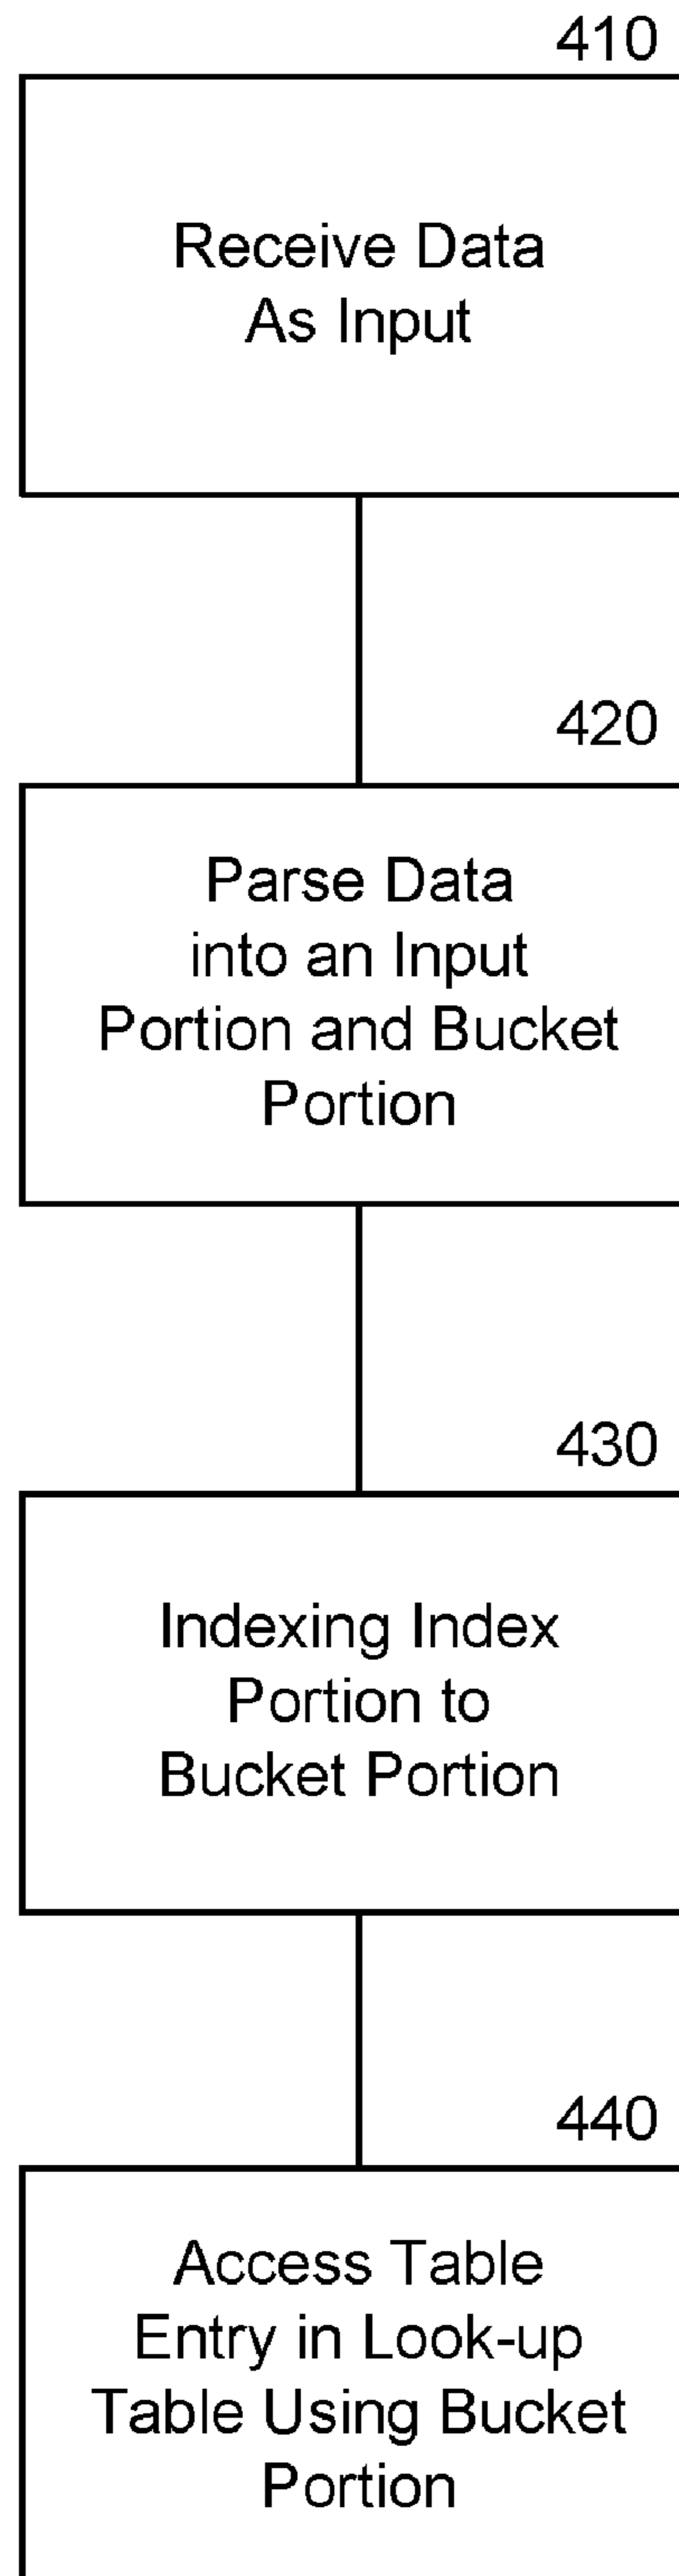 410
Receive Data
As Input
420
Parse Data
into an Input
Portion and Bucket
Portion
430
Indexing Index
Portion to
Bucket Portion
440
Access Table
Entry in Look-up
Table Using Bucket
Portion